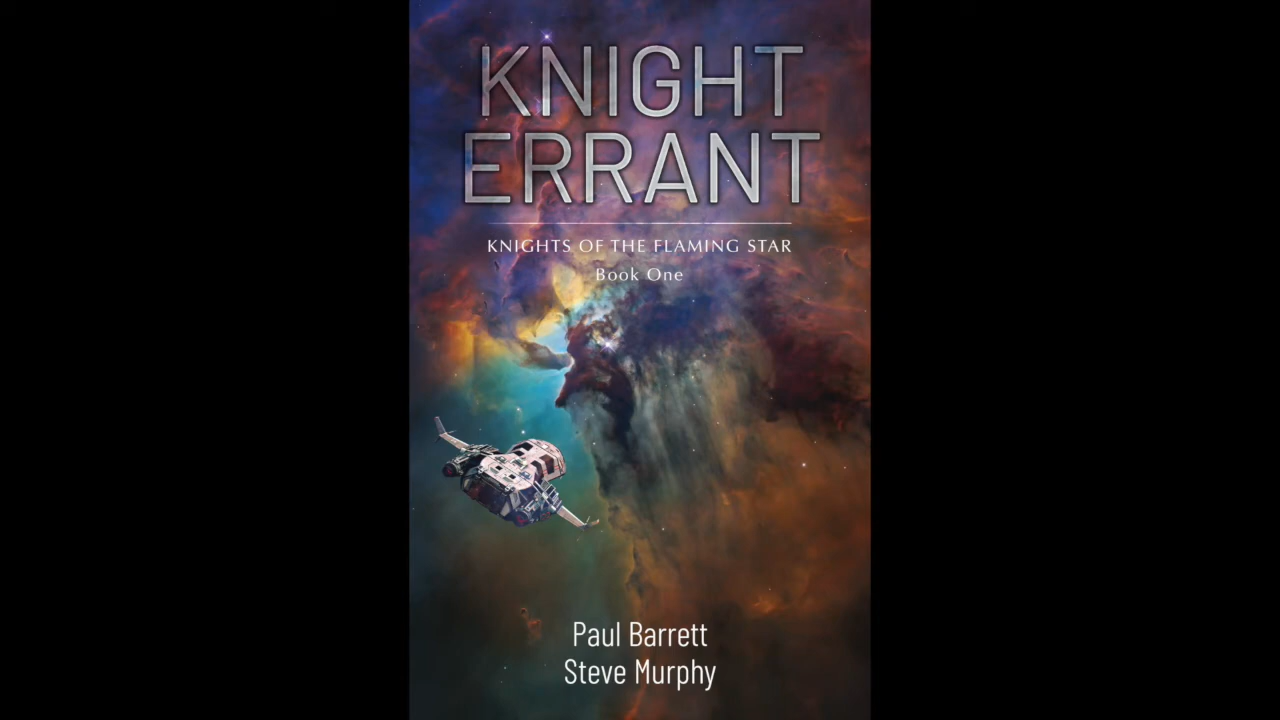 KNIGHT
ERRANT
KNIGHTS OF THE FLAMING STAR
Book One
Paul Barrett
Steve Murphy